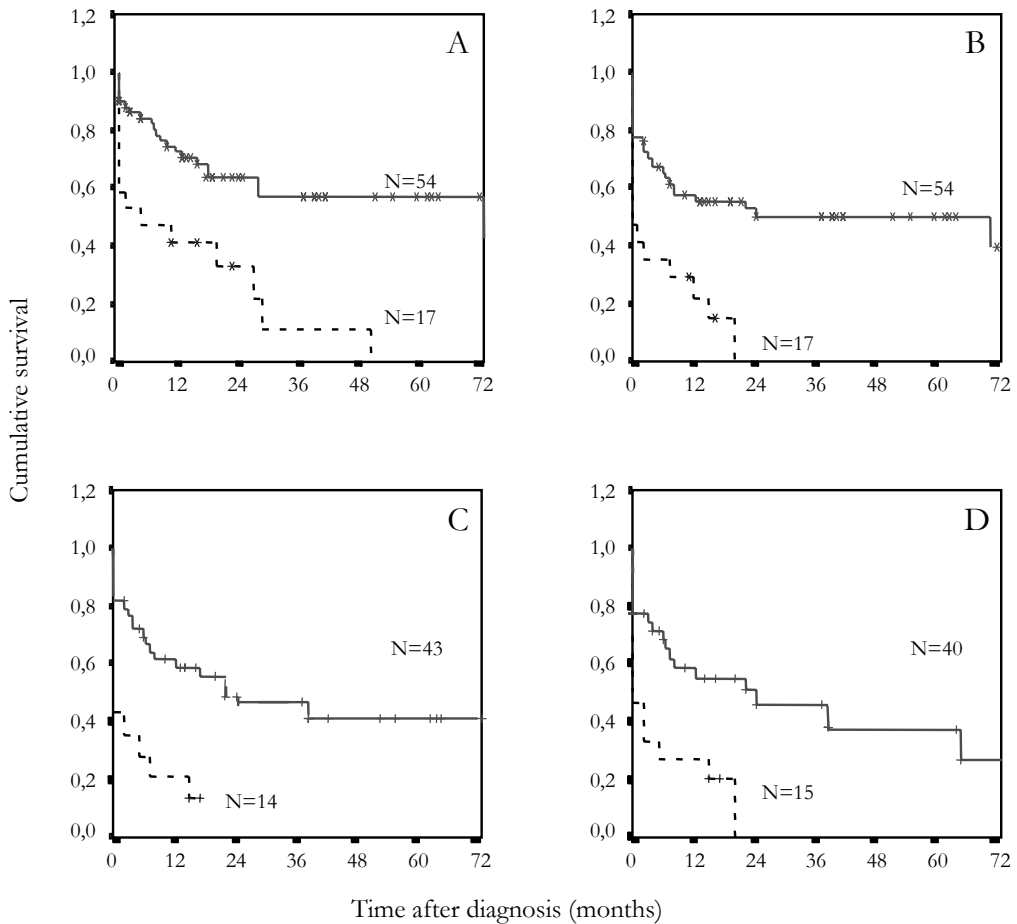 1,2
A
1,0
0,8
N=54
0,6
0,4
N=17
0,2
0,0
0 12 24 36 48 60 72
1,2
B
1,0
0,8
N=54
0,6
0,4
0,2
N=17
0,0
0 12 24 36 48 60 72
Cumulative survival
1,2
C
1,0
0,8
N=43
0,6
0,4
0,2
N=14
0,0
0 12 24 36 48 60 72
1,2
D
1,0
0,8
N=40
0,6
0,4
0,2
N=15
0,0
0 12 24 36 48 60 72
Time after diagnosis (months)